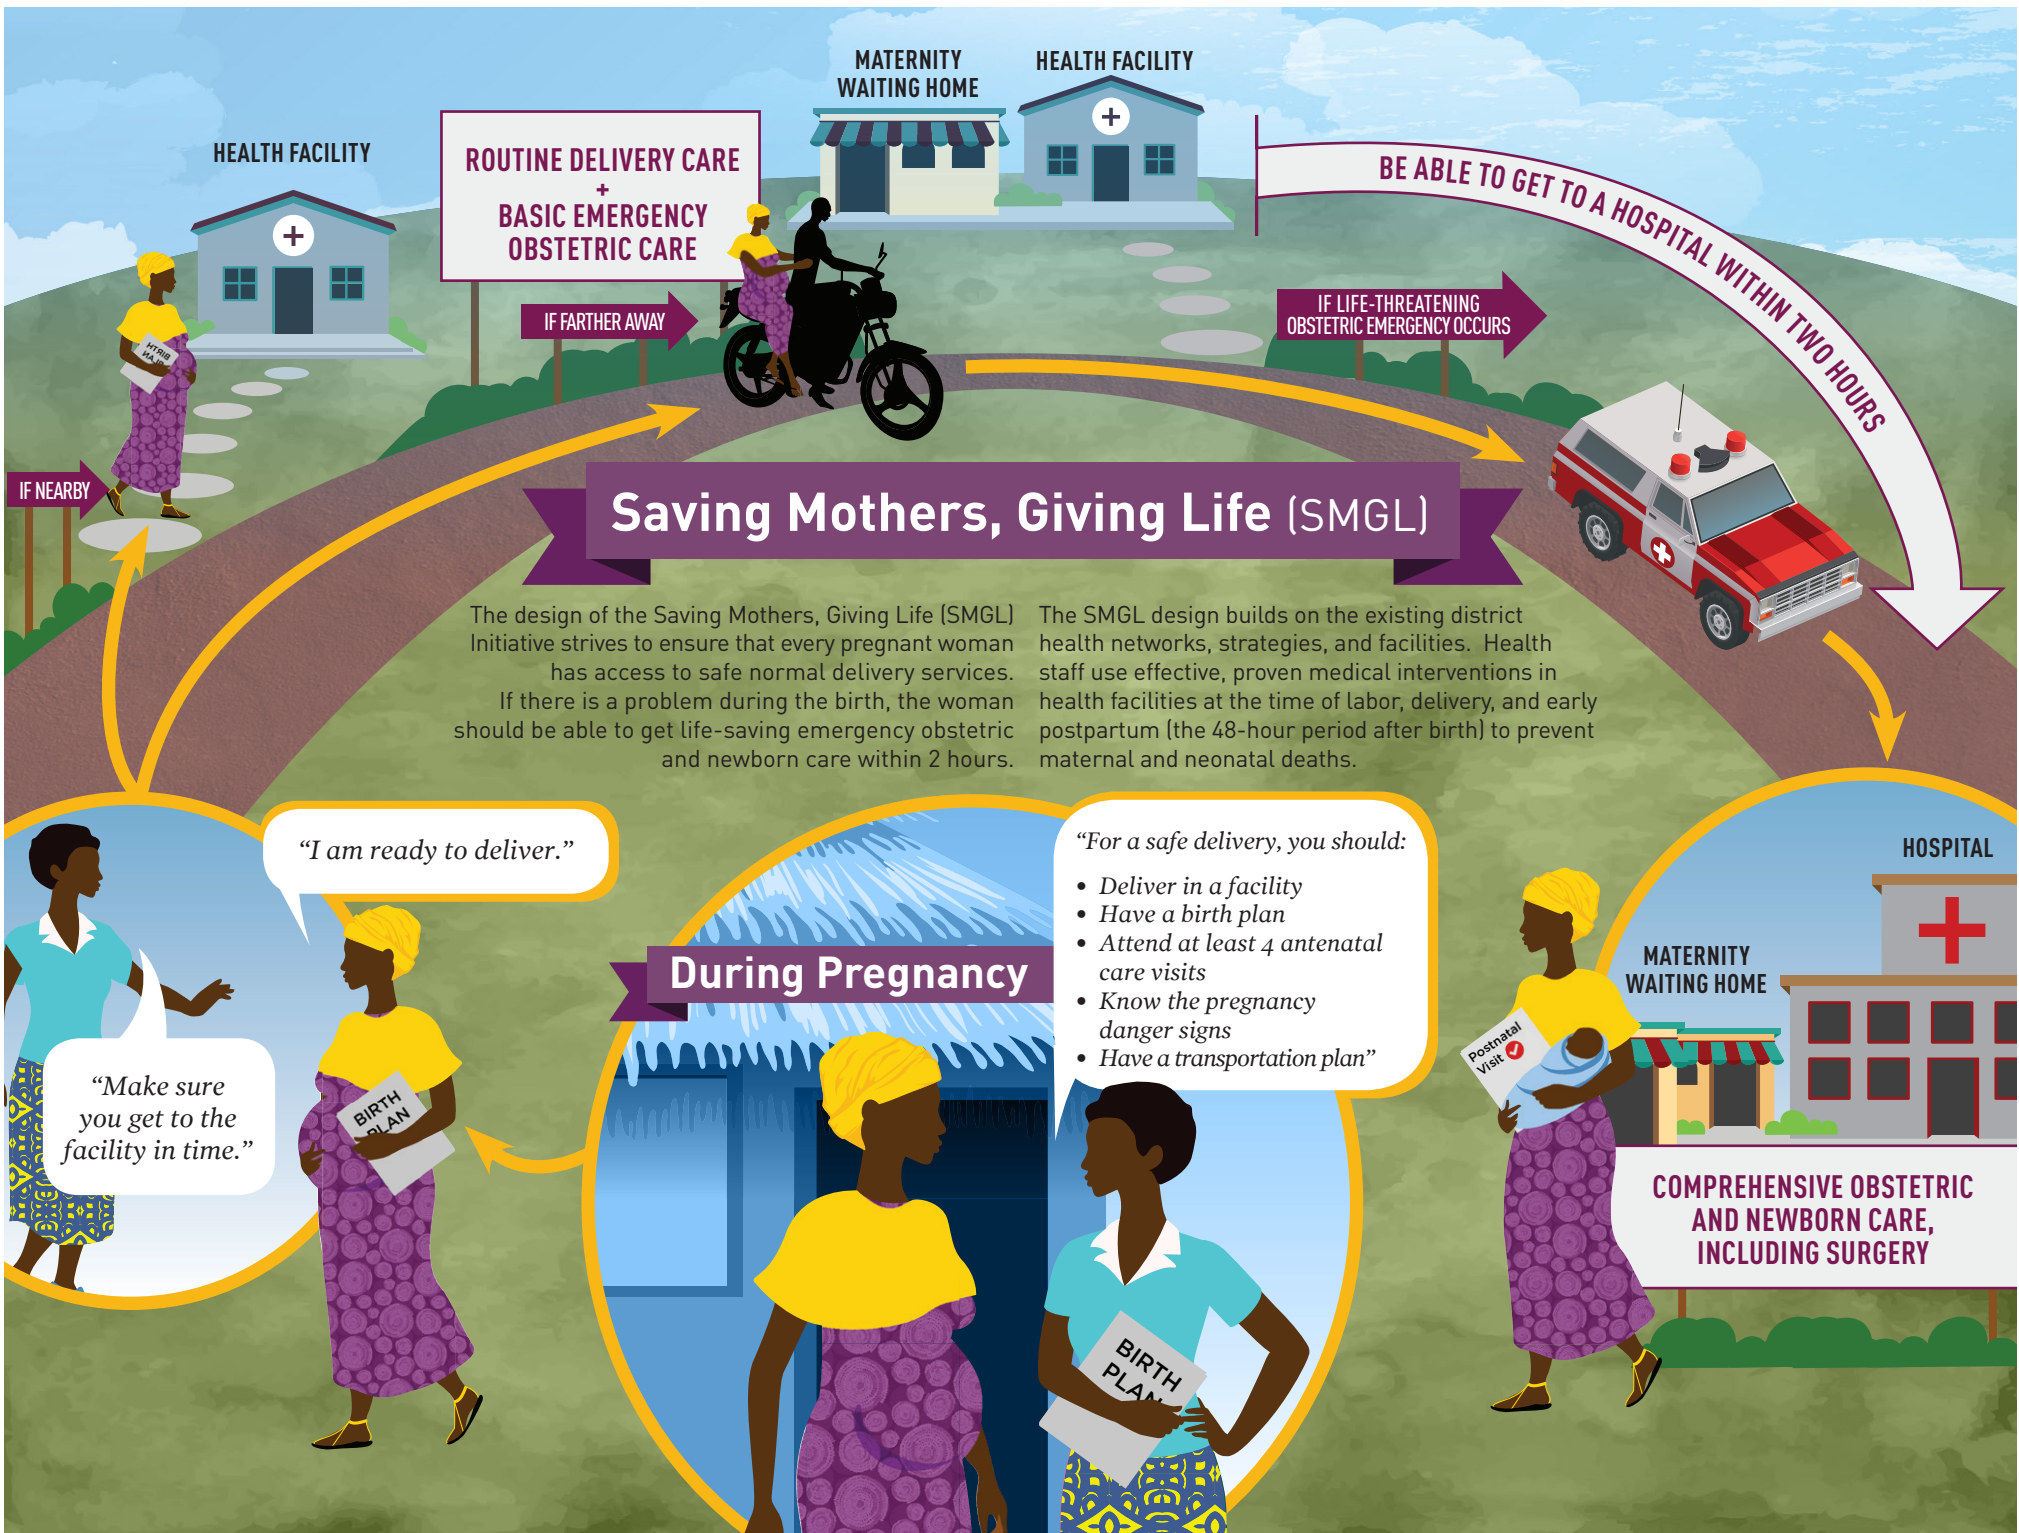 MATERNITY
WAITING HOME
HEALTH FACILITY
HEALTH FACILITY
ROUTINE DELIVERY CARE
+
BASIC EMERGENCY
OBSTETRIC CARE
BE ABLE TO GET TO A HOSPITAL WITHIN TWO HOURS
IF FARTHER AWAY
IF LIFE-THREATENING
OBSTETRIC EMERGENCY OCCURS
BIRTH
PLAN
IF NEARBY
Saving Mothers, Giving Life (SMGL)
The design of the Saving Mothers, Giving Life (SMGL)
Initiative strives to ensure that every pregnant woman
has access to safe normal delivery services.
If there is a problem during the birth, the woman
should be able to get life-saving emergency obstetric
and newborn care within 2 hours.
The SMGL design builds on the existing district
health networks, strategies, and facilities. Health
staff use effective, proven medical interventions in
health facilities at the time of labor, delivery, and early
postpartum (the 48-hour period after birth) to prevent
maternal and neonatal deaths.
“I am ready to deliver.”
“Make sure
you get to the
facility in time.”
BIRTH
PLAN
During Pregnancy
“For a safe delivery, you should:
• Deliver in a facility
• Have a birth plan
• Attend at least 4 antenatal
care visits
• Know the pregnancy
danger signs
• Have a transportation plan”
BIRTH
PLAN
HOSPITAL
MATERNITY
WAITING HOME
Postnatal
Visit
COMPREHENSIVE OBSTETRIC
AND NEWBORN CARE,
INCLUDING SURGERY